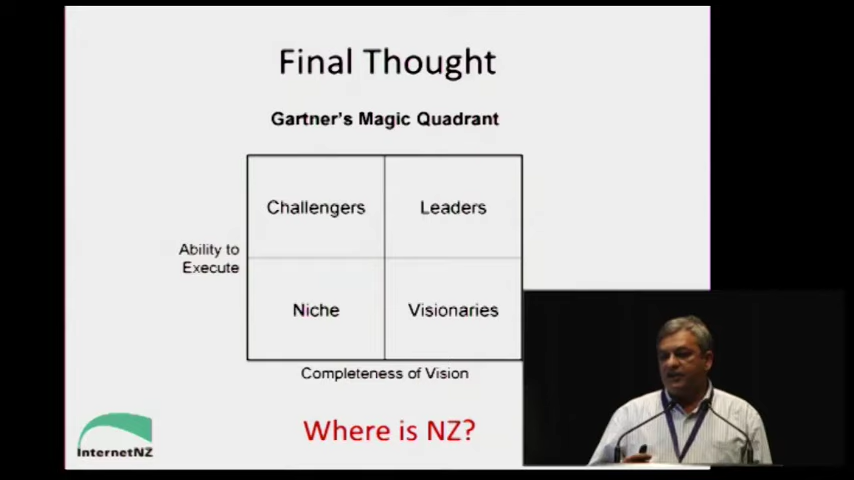 Final Thought
Gartner's Magic Quadrant
Challengers
Leaders
Ability to
Execute
Niche
Visionaries
Completeness of Vision
Where is NZ?
InternetNZ